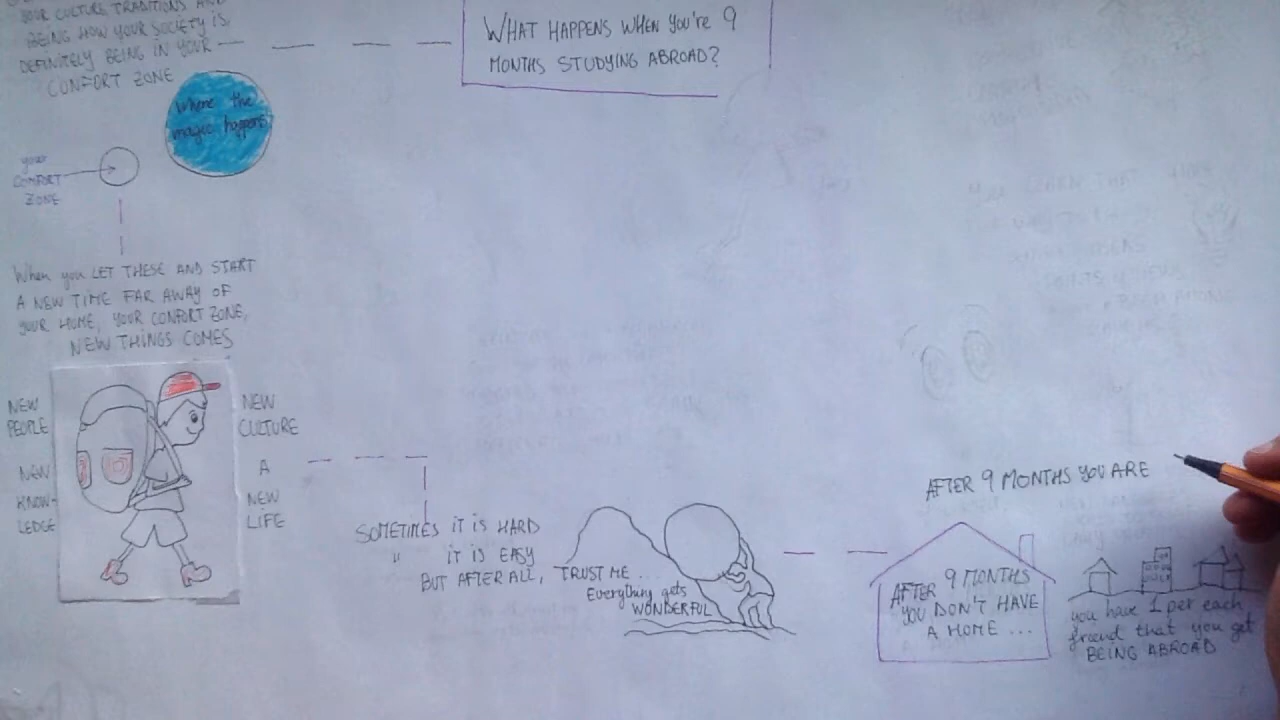 YOUR CULTURE, TRADITIONS AND
BEING HOW YOUR SOCIETY IS
DEFINITELY BEING IN YOUR
CONFORT ZONE
WHAT HAPPENS WHEN YOU'RE 9
MONTHS STUDYING ABROAD?
Where the
magic happens
your
COMFORT
ZONE
When you LET THESE AND START
A NEW TIME FAR AWAY OF
YOUR HOME, YOUR CONFORT ZONE,
NEW THINGS COMES
NEW
PEOPLE
NEW
KNOW-
LEDGE
NEW
CULTURE
A
NEW
LIFE
SOMETIMES IT IS HARD
" IT IS EASY
BUT AFTER ALL, TRUST ME...
Everything gets
WONDERFUL
AFTER 9 MONTHS
YOU DON'T HAVE
A HOME ...
you have 1 per each
friend that you get
BEING ABROAD
AFTER 9 MONTHS YOU ARE